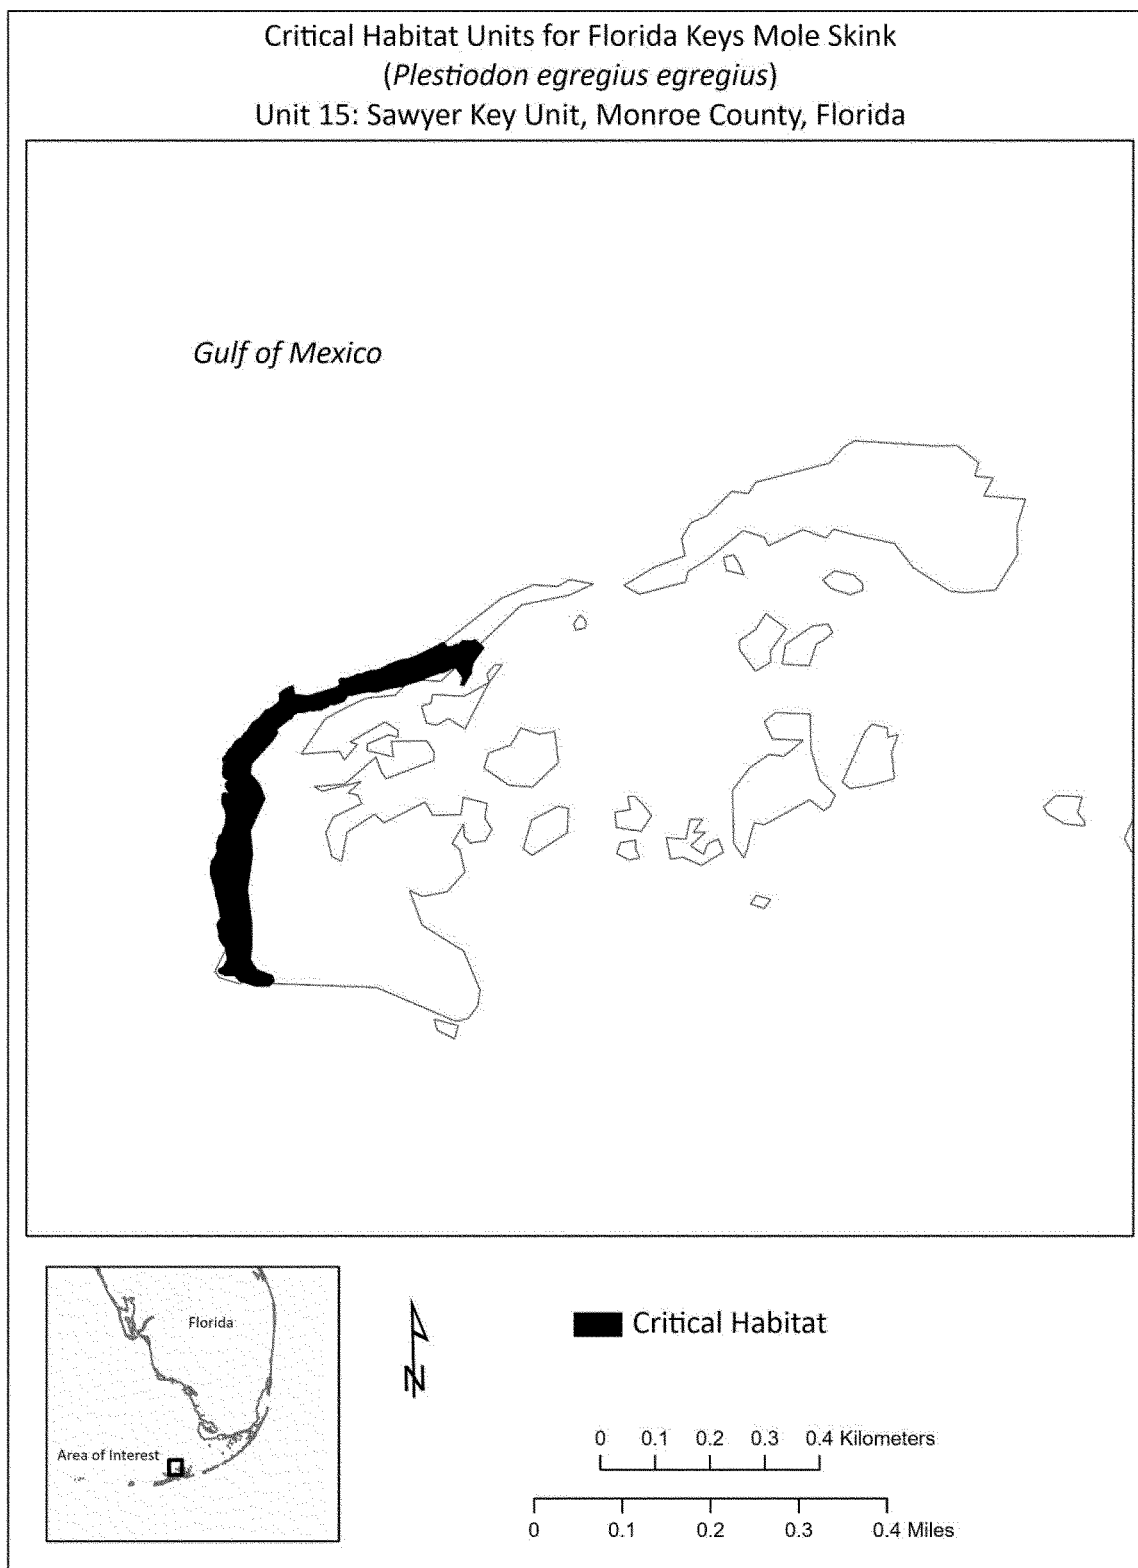 Critical Habitat Units for Florida Keys Mole Skink
(Plestiodon egregius egregius)
Unit 15: Sawyer Key Unit, Monroe County, Florida
Gulf of Mexico
Florida
Area of Interest
N
Critical Habitat
0 0.1 0.2 0.3 0.4 Kilometers
0 0.1 0.2 0.3 0.4 Miles